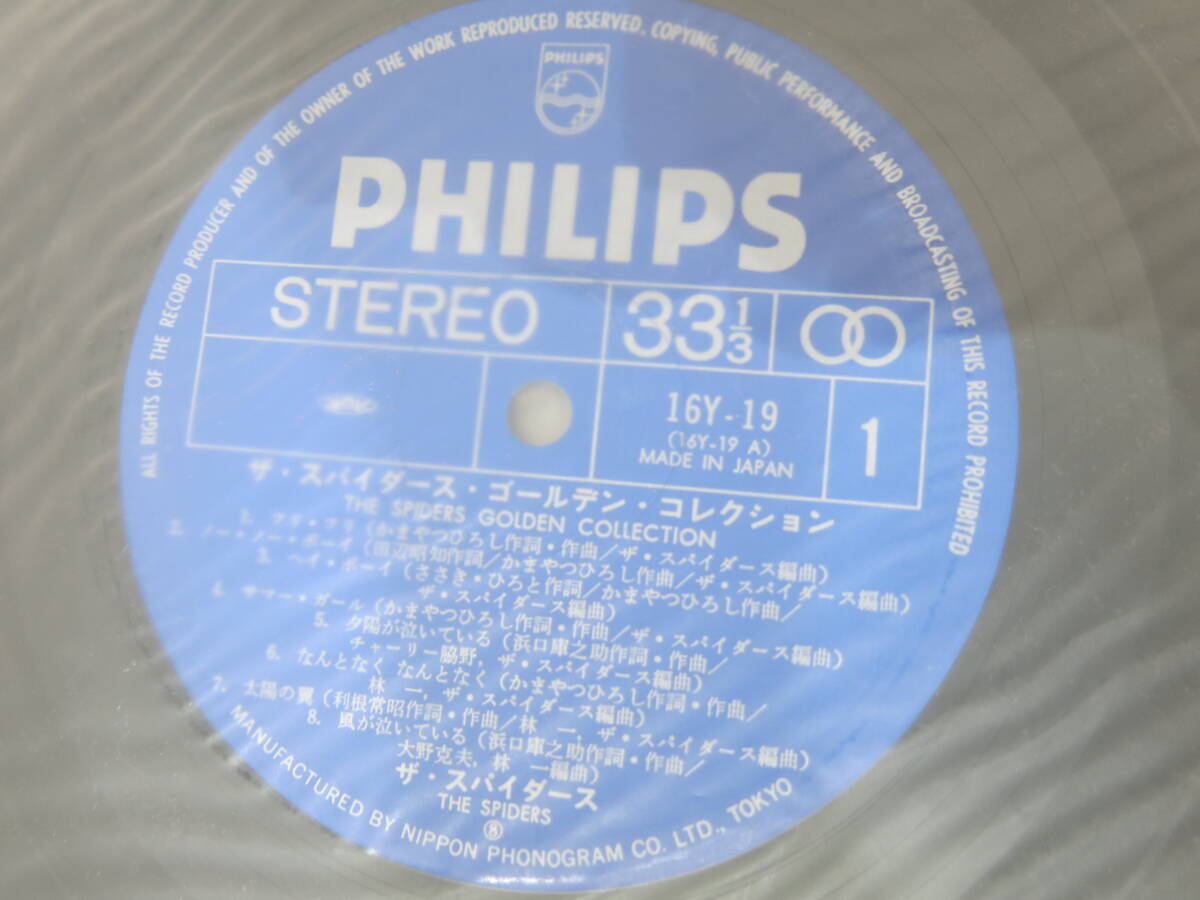 ALL RIGHTS OF THE RECORD PRODUCER AND OF THE OWNER OF THE WORK REPRODUCED RESERVED. COPYING, PUBLIC PERFORMANCE AND BROADCASTING OF THIS RECORD PROHIBITED
PHILIPS
PHILIPS
STEREO
33 1/3
16Y-19
(16Y-19 A)
MADE IN JAPAN
1
ザ・スパイダース・ゴールデン・コレクション
THE SPIDERS GOLDEN COLLECTION
1. フリ・フリ (かまやつひろし作詞・作曲/ザ・スパイダース編曲)
2. ノー・ノー・ボーイ (田辺昭知作詞/かまやつひろし作曲/ザ・スパイダース編曲)
3. ヘイ・ボーイ (ささき・ひろと作詞/かまやつひろし作曲/
ザ・スパイダース編曲)
4. サマー・ガール (かまやつひろし作詞・作曲/ザ・スパイダース編曲)
5. 夕陽が泣いている (浜口庫之助作詞・作曲/
チャーリー脇野, ザ・スパイダース編曲)
6. なんとなく なんとなく (かまやつひろし作詞・作曲/
林 一, ザ・スパイダース編曲)
7. 太陽の翼 (利根常昭作詞・作曲/林 一, ザ・スパイダース編曲)
8. 風が泣いている (浜口庫之助作詞・作曲/
大野克夫, 林 一編曲)
ザ・スパイダース
THE SPIDERS
⑧
MANUFACTURED BY NIPPON PHONOGRAM CO. LTD., TOKYO